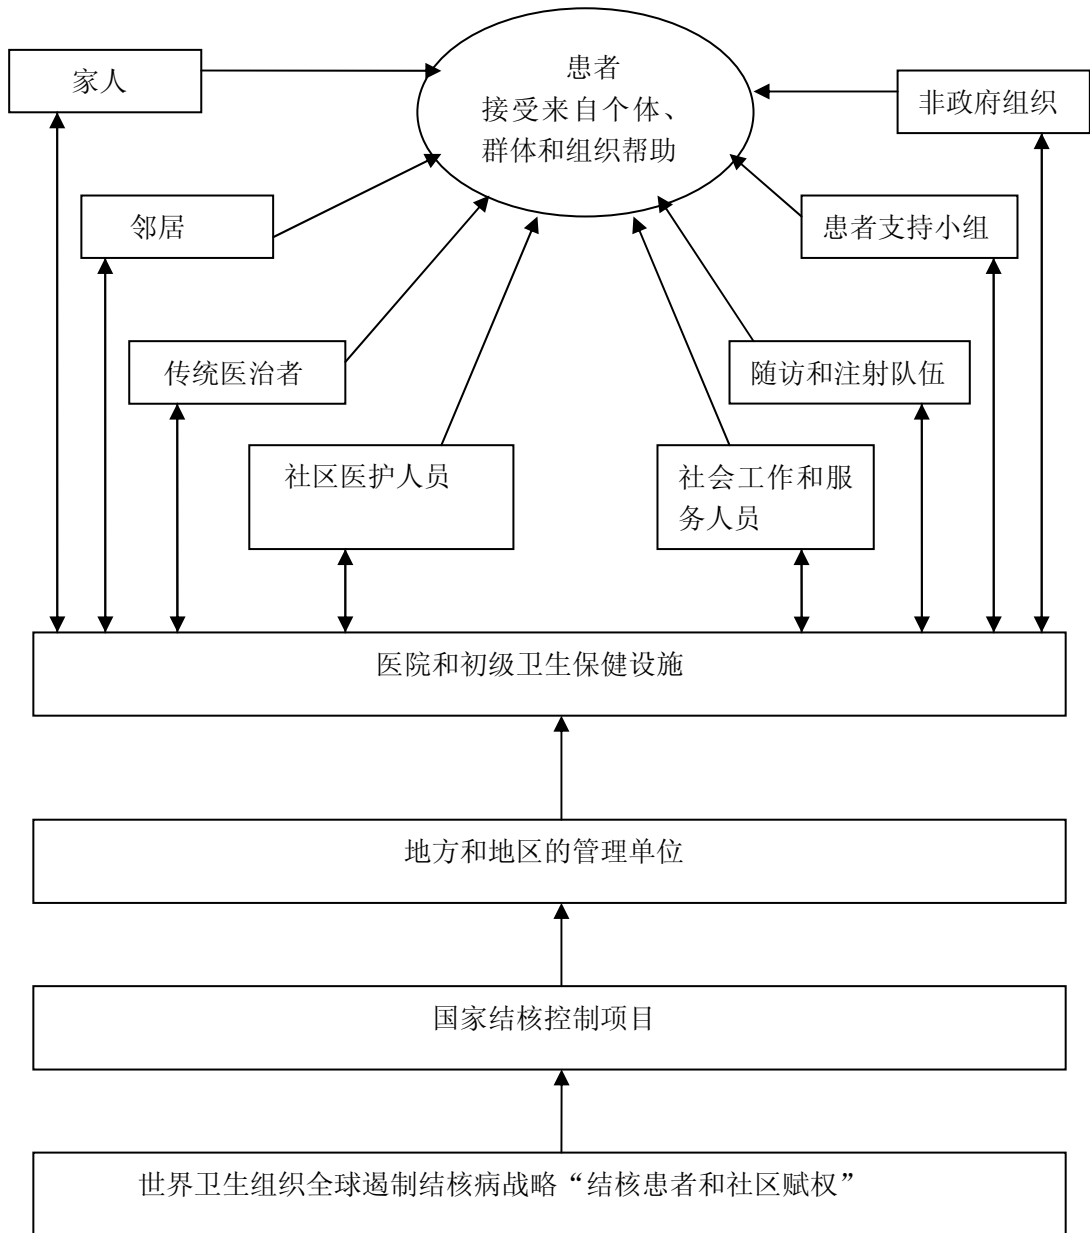 家人
患者
接受来自个体、
群体和组织帮助
非政府组织
邻居
患者支持小组
传统医治者
随访和注射队伍
社区医护人员
社会工作和服
务人员
医院和初级卫生保健设施
地方和地区的管理单位
国家结核控制项目
世界卫生组织全球遏制结核病战略“结核患者和社区赋权”